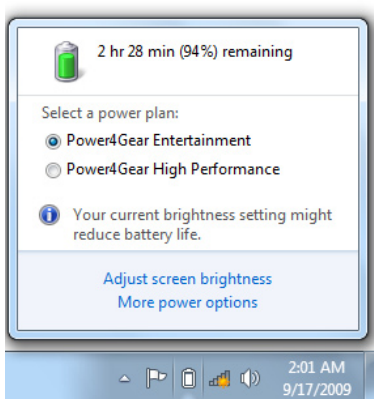 2 hr 28 min (94%) remaining
Select a power plan:
Power4Gear Entertainment
Power4Gear High Performance
Your current brightness setting might
reduce battery life.
Adjust screen brightness
More power options
2:01 AM
9/17/2009